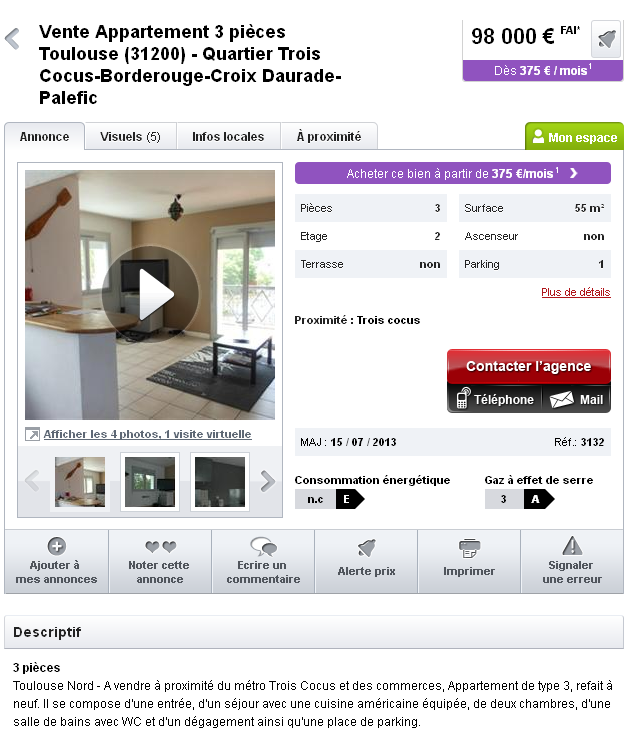 Vente Appartement 3 pièces
Toulouse (31200) - Quartier Trois
Cocus-Borderouge-Croix Daurade-
Palefic
98 000 € FAI*
Dès 375 € / mois1
Annonce
Visuels (5)
Infos locales
À proximité
Mon espace
Acheter ce bien à partir de 375 €/mois1
Pièces 3
Surface 55 m²
Etage 2
Ascenseur non
Terrasse non
Parking 1
Plus de détails
Proximité : Trois cocus
Contacter l'agence
Téléphone
Mail
Afficher les 4 photos, 1 visite virtuelle
MAJ : 15 / 07 / 2013
Réf.: 3132
Consommation énergétique
Gaz à effet de serre
n.c E
3 A
Ajouter à
mes annonces
Noter cette
annonce
Ecrire un
commentaire
Alerte prix
Imprimer
Signaler
une erreur
Descriptif
3 pièces
Toulouse Nord - A vendre à proximité du métro Trois Cocus et des commerces, Appartement de type 3, refait à
neuf. Il se compose d'une entrée, d'un séjour avec une cuisine américaine équipée, de deux chambres, d'une
salle de bains avec WC et d'un dégagement ainsi qu'une place de parking.